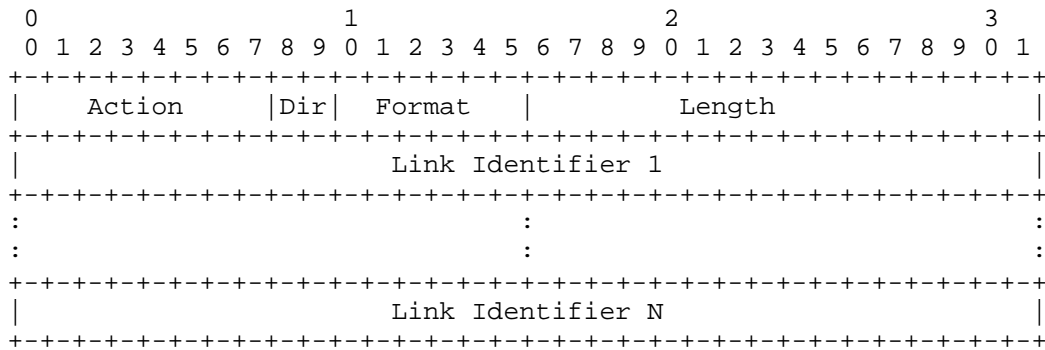 0                   1                   2                   3
 0 1 2 3 4 5 6 7 8 9 0 1 2 3 4 5 6 7 8 9 0 1 2 3 4 5 6 7 8 9 0 1
+-+-+-+-+-+-+-+-+-+-+-+-+-+-+-+-+-+-+-+-+-+-+-+-+-+-+-+-+-+-+-+-+
|    Action     |Dir|  Format   |         Length                |
+-+-+-+-+-+-+-+-+-+-+-+-+-+-+-+-+-+-+-+-+-+-+-+-+-+-+-+-+-+-+-+-+
|                       Link Identifier 1                       |
+-+-+-+-+-+-+-+-+-+-+-+-+-+-+-+-+-+-+-+-+-+-+-+-+-+-+-+-+-+-+-+-+
:                               :                               :
:                               :                               :
+-+-+-+-+-+-+-+-+-+-+-+-+-+-+-+-+-+-+-+-+-+-+-+-+-+-+-+-+-+-+-+-+
|                       Link Identifier N                       |
+-+-+-+-+-+-+-+-+-+-+-+-+-+-+-+-+-+-+-+-+-+-+-+-+-+-+-+-+-+-+-+-+